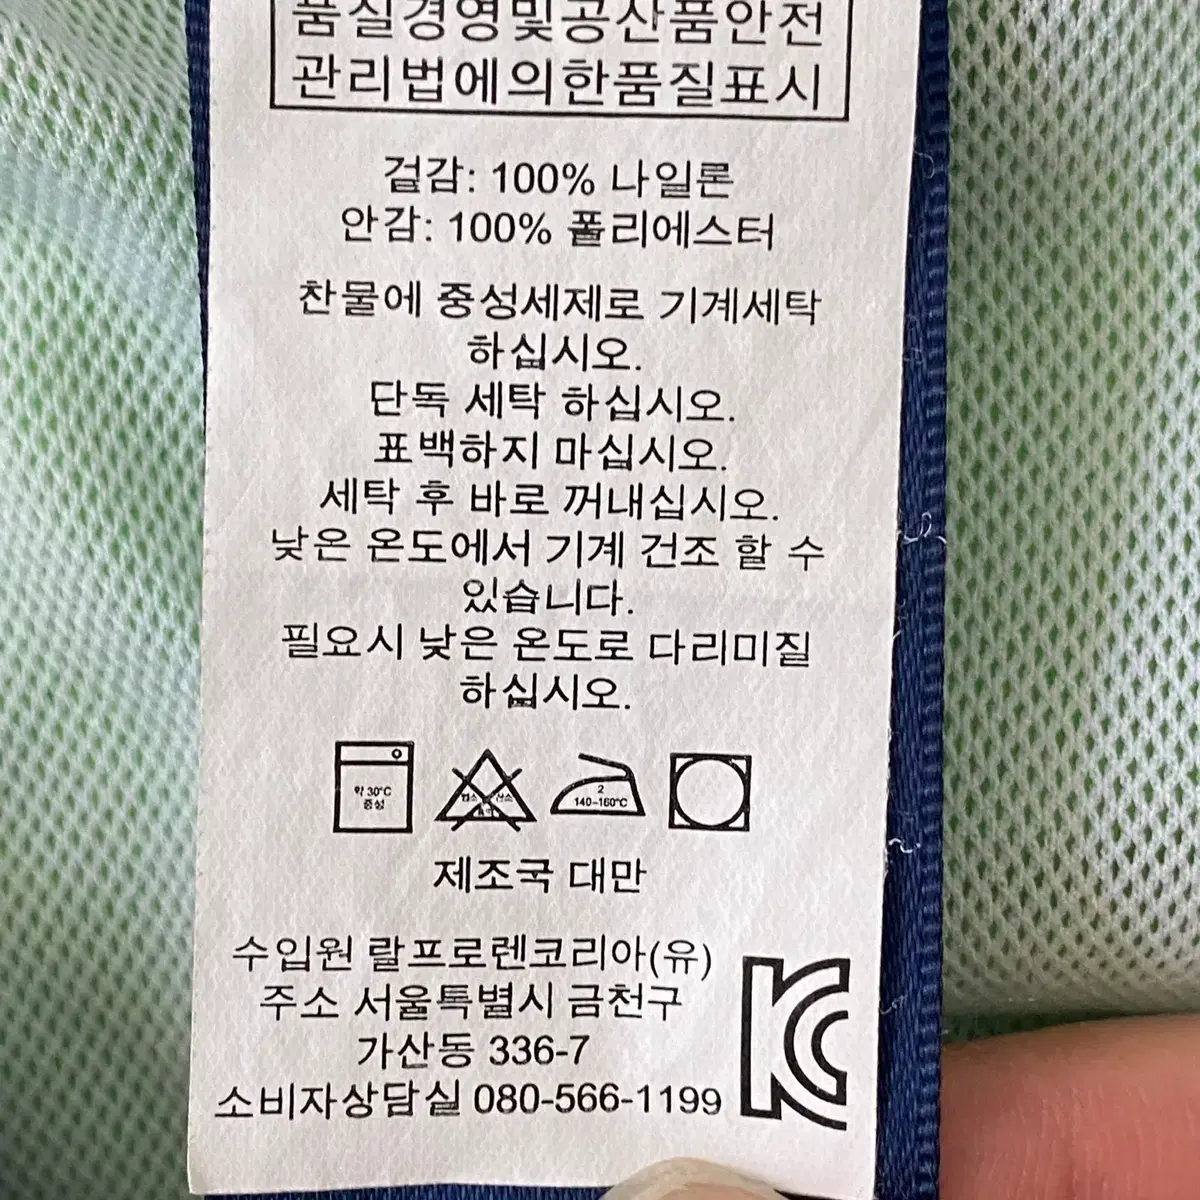 품질경영및공산품안전
관리법에의한품질표시
겉감: 100% 나일론
안감: 100% 폴리에스터
찬물에 중성세제로 기계세탁
하십시오.
단독 세탁 하십시오.
표백하지 마십시오.
세탁 후 바로 꺼내십시오.
낮은 온도에서 기계 건조 할 수
있습니다.
필요시 낮은 온도로 다리미질
하십시오.
약 30°C
중성
2
140~160°C
제조국 대만
수입원 랄프로렌코리아(유)
주소 서울특별시 금천구
가산동 336-7
소비자상담실 080-566-1199